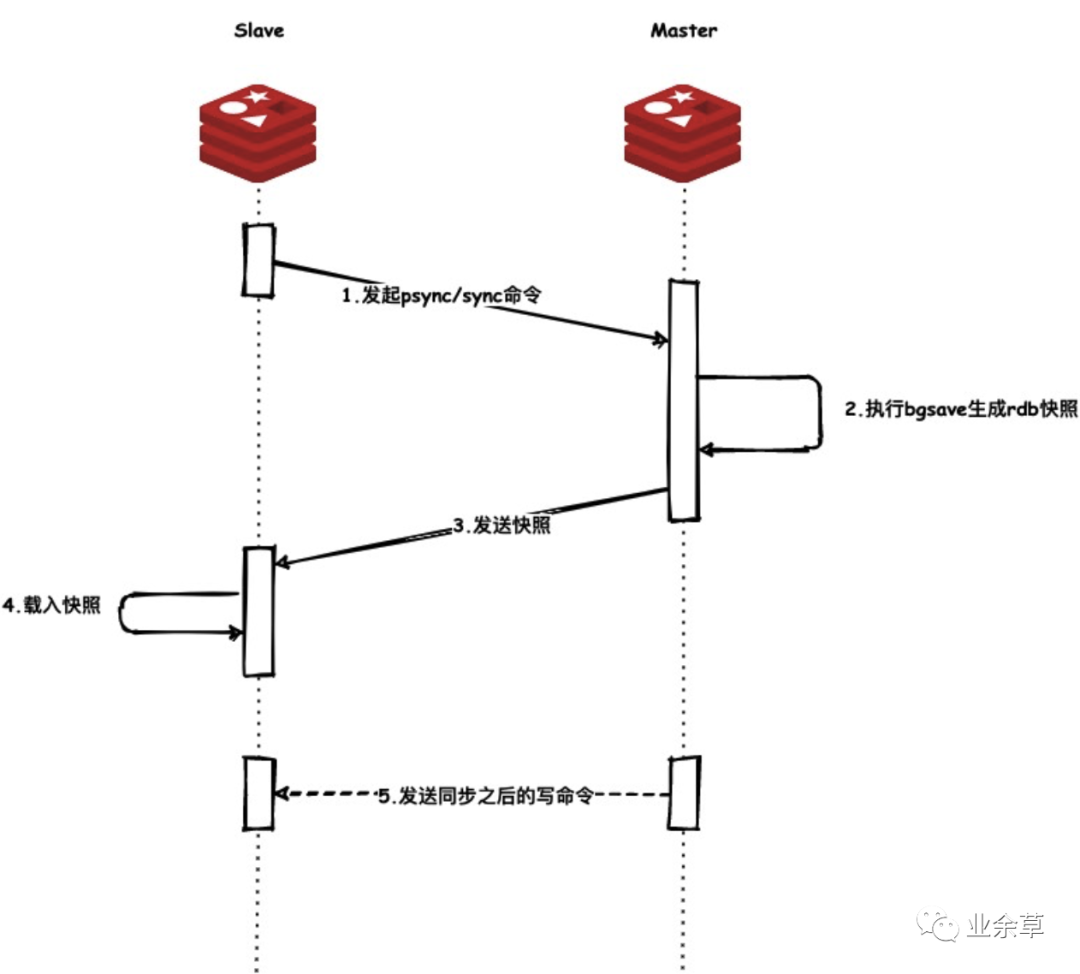 Slave
Master
1.发起psync/sync命令
2.执行bgsave生成rdb快照
3.发送快照
4.载入快照
5.发送同步之后的写命令
业余草